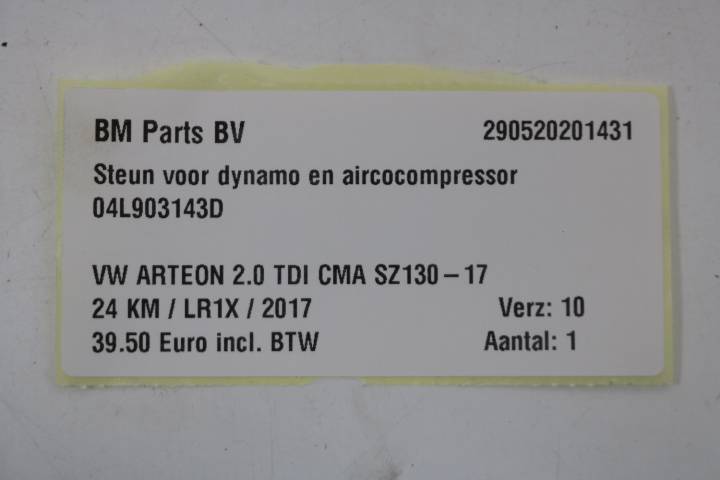 BM Parts BV 290520201431
Steun voor dynamo en aircocompressor
04L903143D
VW ARTEON 2.0 TDI CMA SZ130-17
24 KM / LR1X / 2017 Verz: 10
39.50 Euro incl. BTW Aantal: 1